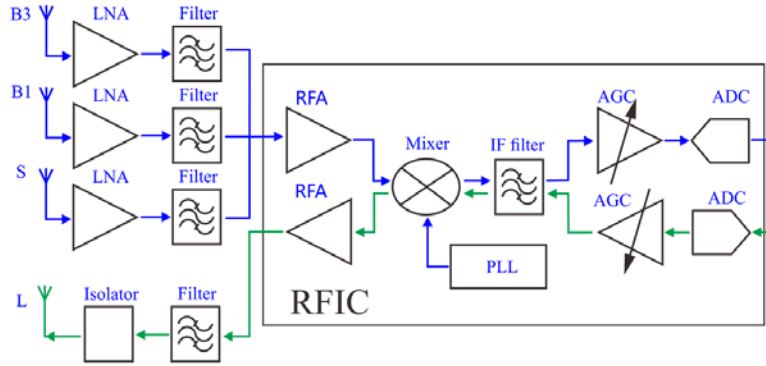 B3
LNA
Filter
B1
LNA
Filter
RFA
AGC
ADC
Mixer
IF filter
S
LNA
Filter
RFA
AGC
ADC
PLL
L
Isolator
Filter
RFIC